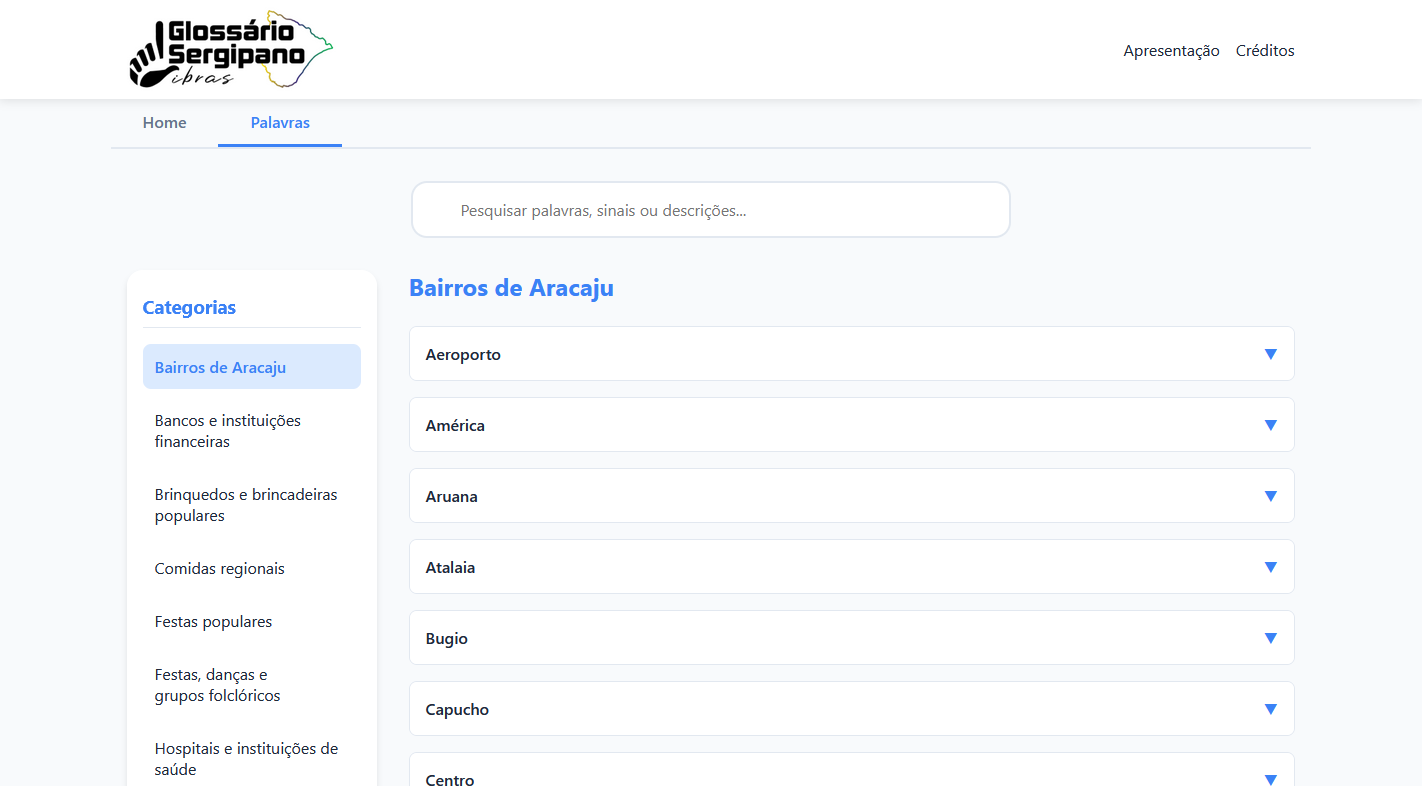 Glossário
Sergipano
ibras
Apresentação Créditos
Home Palavras
Pesquisar palavras, sinais ou descrições...
Categorias
Bairros de Aracaju
Bancos e instituições
financeiras
Brinquedos e brincadeiras
populares
Comidas regionais
Festas populares
Festas, danças e
grupos folclóricos
Hospitais e instituições de
saúde
Bairros de Aracaju
Aeroporto
América
Aruana
Atalaia
Bugio
Capucho
Centro